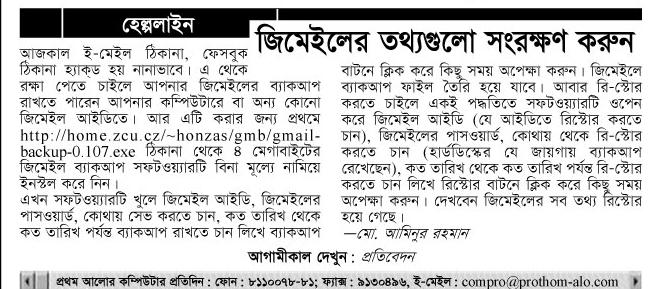 হেল্পলাইন
জিমেইলের তথ্যগুলো সংরক্ষণ করুন
আজকাল ই-মেইল ঠিকানা, ফেসবুক
ঠিকানা হ্যাকড হয় নানাভাবে। এ থেকে
রক্ষা পেতে চাইলে আপনার জিমেইলের ব্যাকআপ
রাখতে পারেন আপনার কম্পিউটারে বা অন্য কোনো
জিমেইল আইডিতে। আর এটি করার জন্য প্রথমে
http://home.zcu.cz/~honzas/gmb/gmail-
backup-0.107.exe ঠিকানা থেকে ৪ মেগাবাইটের
জিমেইল ব্যাকআপ সফটওয়্যারটি বিনা মূল্যে নামিয়ে
ইনস্টল করে নিন।
এখন সফটওয়্যারটি খুলে জিমেইল আইডি, জিমেইলের
পাসওয়ার্ড, কোথায় সেভ করতে চান, কত তারিখ থেকে
কত তারিখ পর্যন্ত ব্যাকআপ রাখতে চান লিখে ব্যাকআপ
বাটনে ক্লিক করে কিছু সময় অপেক্ষা করুন। জিমেইলে
ব্যাকআপ ফাইল তৈরি হয়ে যাবে। আবার রি-স্টোর
করতে চাইলে একই পদ্ধতিতে সফটওয়্যারটি ওপেন
করে জিমেইল আইডি (যে আইডিতে রিস্টোর করতে
চান), জিমেইলের পাসওয়ার্ড, কোথায় থেকে রি-স্টোর
করতে চান (হার্ডডিস্কের যে জায়গায় ব্যাকআপ
রেখেছেন), কত তারিখ থেকে কত তারিখ পর্যন্ত রি-স্টোর
করতে চান লিখে রিস্টোর বাটনে ক্লিক করে কিছু সময়
অপেক্ষা করুন। দেখবেন জিমেইলের সব তথ্য রিস্টোর
হয়ে গেছে।
—মো. আমিনুর রহমান
আগামীকাল দেখুন : প্রতিবেদন
প্রথম আলোর কম্পিউটার প্রতিদিন : ফোন : ৮১১০০৭৮-৮১; ফ্যাক্স : ৯১৩০৪৯৬, ই-মেইল : compro@prothom-alo.com